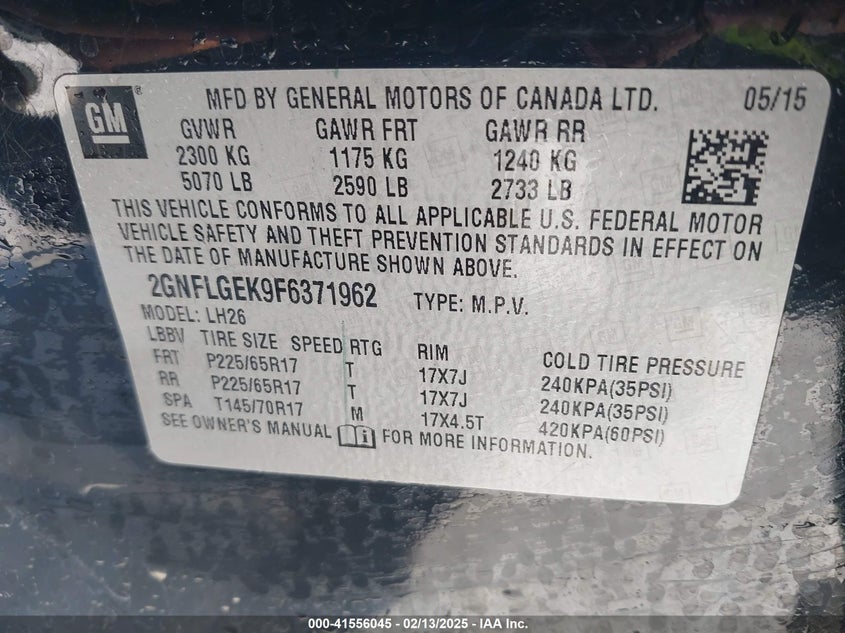 GM
MFD BY GENERAL MOTORS OF CANADA LTD. 05/15
GVWR GAWR FRT GAWR RR
2300 KG 1175 KG 1240 KG
5070 LB 2590 LB 2733 LB
THIS VEHICLE CONFORMS TO ALL APPLICABLE U.S. FEDERAL MOTOR
VEHICLE SAFETY AND THEFT PREVENTION STANDARDS IN EFFECT ON
THE DATE OF MANUFACTURE SHOWN ABOVE.
2GNFLGEK9F6371962 TYPE: M.P.V.
MODEL: LH26
LBBV TIRE SIZE SPEED RTG RIM COLD TIRE PRESSURE
FRT P225/65R17 T 17X7J 240KPA(35PSI)
RR P225/65R17 T 17X7J 240KPA(35PSI)
SPA T145/70R17 M 17X4.5T 420KPA(60PSI)
SEE OWNER'S MANUAL FOR MORE INFORMATION.
000-41556045 - 02/13/2025 - IAA Inc.